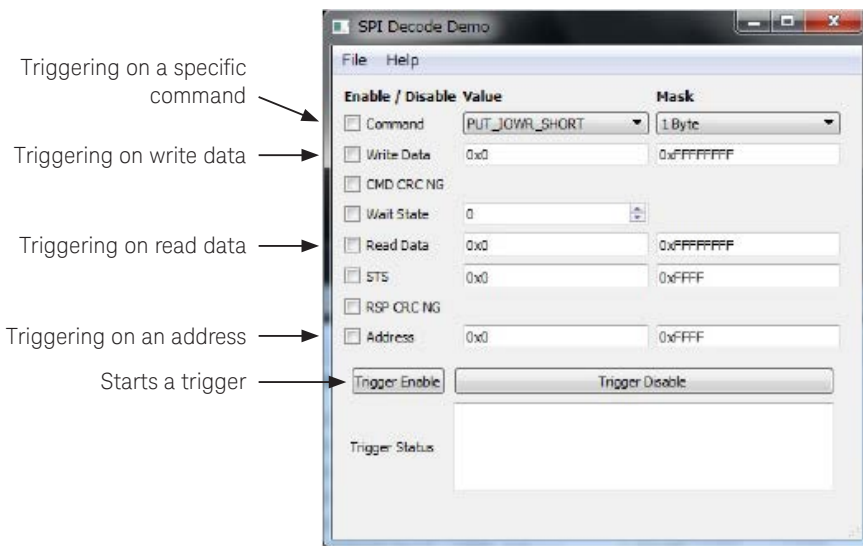 SPI Decode Demo
File Help
Triggering on a specific
command
Enable / Disable Value Mask
Command PUT_IOWR_SHORT 1 Byte
Triggering on write data
Write Data 0x0 0xFFFFFFFF
CMD CRC NG
Wait State 0
Triggering on read data
Read Data 0x0 0xFFFFFFFF
STS 0x0 0xFFFF
RSP CRC NG
Triggering on an address
Address 0x0 0xFFFF
Starts a trigger
Trigger Enable Trigger Disable
Trigger Status